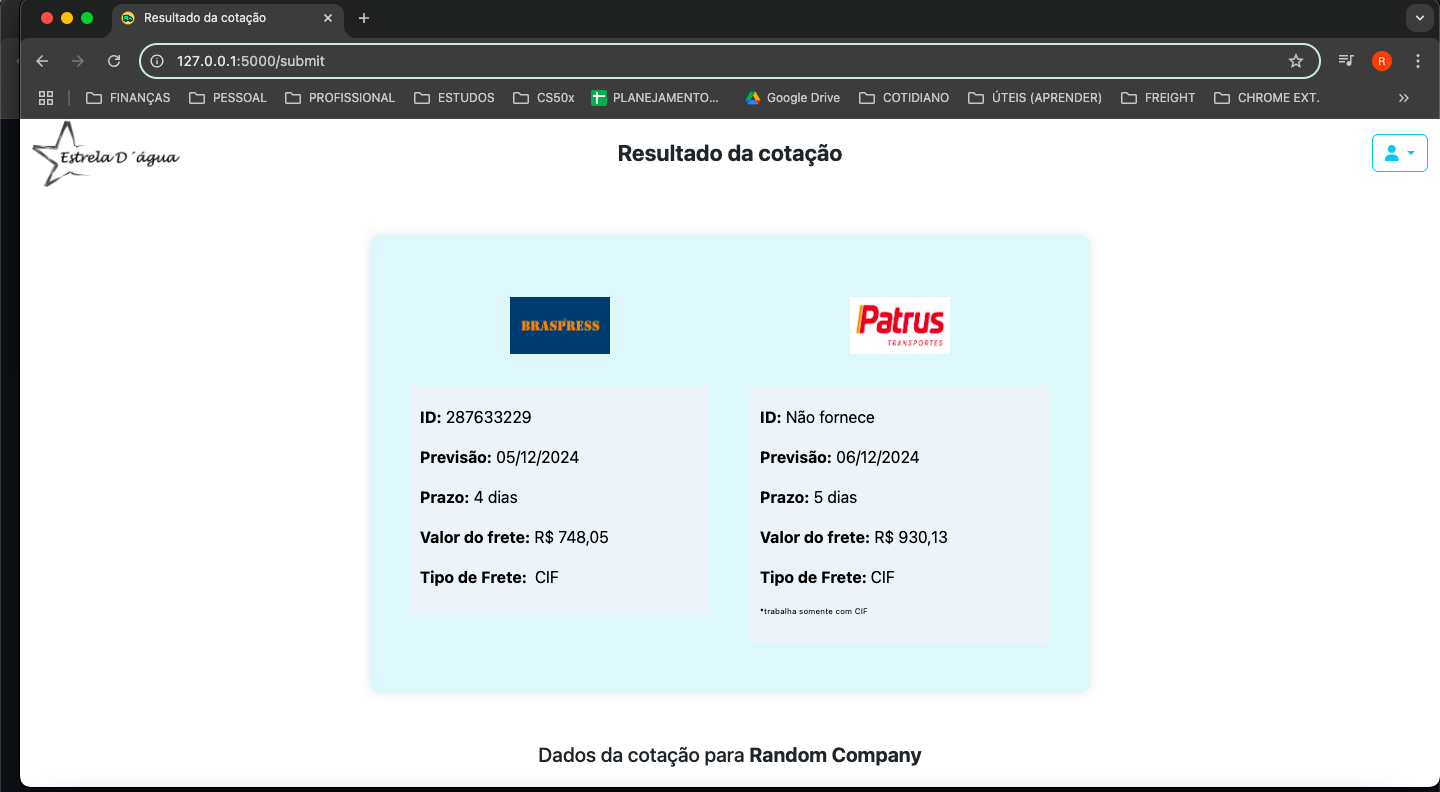 Resultado da cotação
127.0.0.1:5000/submit
R
FINANÇAS PESSOAL PROFISSIONAL ESTUDOS CS50x PLANEJAMENTO... Google Drive COTIDIANO ÚTEIS (APRENDER) FREIGHT CHROME EXT.
Estrela D´água
Resultado da cotação
BRASPRESS
Patrus
TRANSPORTES
ID: 287633229
Previsão: 05/12/2024
Prazo: 4 dias
Valor do frete: R$ 748,05
Tipo de Frete: CIF
ID: Não fornece
Previsão: 06/12/2024
Prazo: 5 dias
Valor do frete: R$ 930,13
Tipo de Frete: CIF
*trabalha somente com CIF
Dados da cotação para Random Company